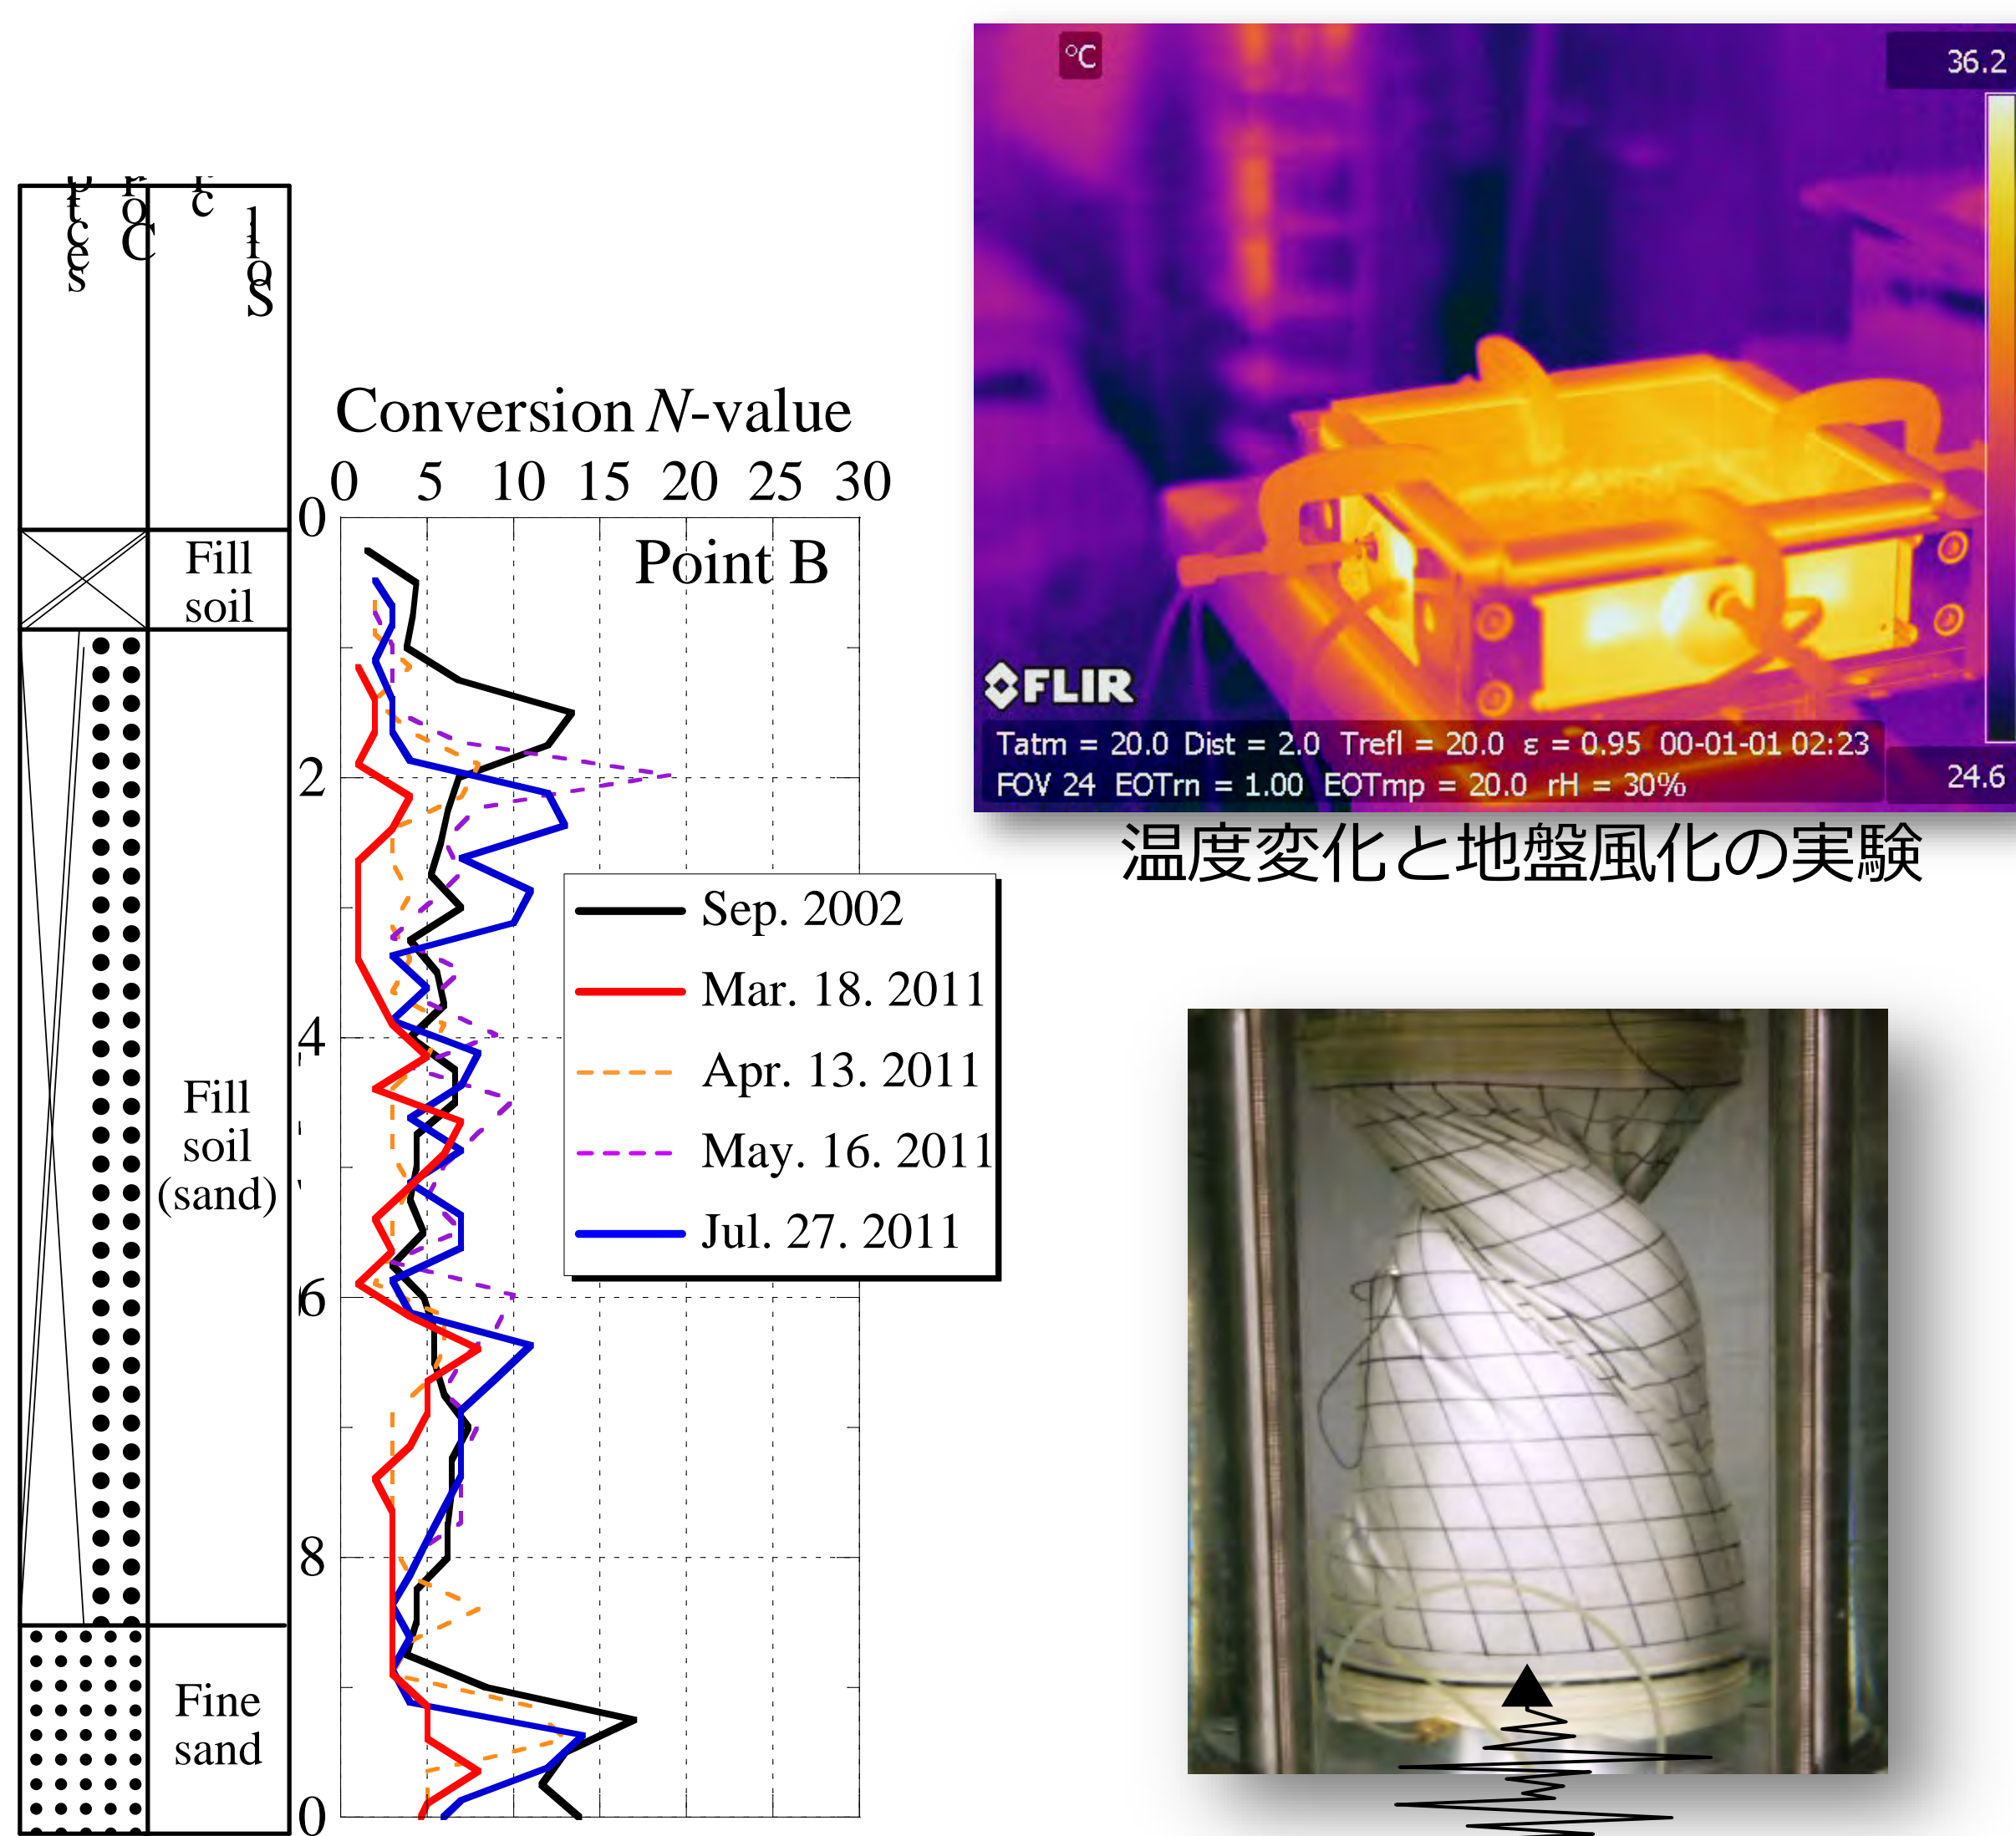 Conversion N-value
0 5 10 15 20 25 30
0
2
4
6
8
0
Point B
Fill
soil
Fill
soil
(sand)
Fine
sand
Sep. 2002
Mar. 18. 2011
Apr. 13. 2011
May. 16. 2011
Jul. 27. 2011
°C
36.2
FLIR
Tatm = 20.0 Dist = 2.0 Trefl = 20.0 ε = 0.95 00-01-01 02:23
FOV 24 EOTrn = 1.00 EOTmp = 20.0 rH = 30%
24.6
温度変化と地盤風化の実験